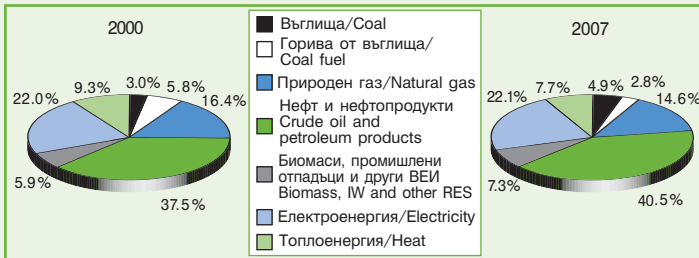 2000
9.3%
3.0%
5.8%
16.4%
22.0%
5.9%
37.5%
Въглища/Coal
Горива от въглища/
Coal fuel
Природен газ/Natural gas
Нефт и нефтопродукти
Crude oil and
petroleum products
Биомаси, промишлени
отпадъци и други ВЕИ
Biomass, IW and other RES
Електроенергия/Electricity
Топлоенергия/Heat
2007
7.7%
4.9%
2.8%
14.6%
22.1%
7.3%
40.5%